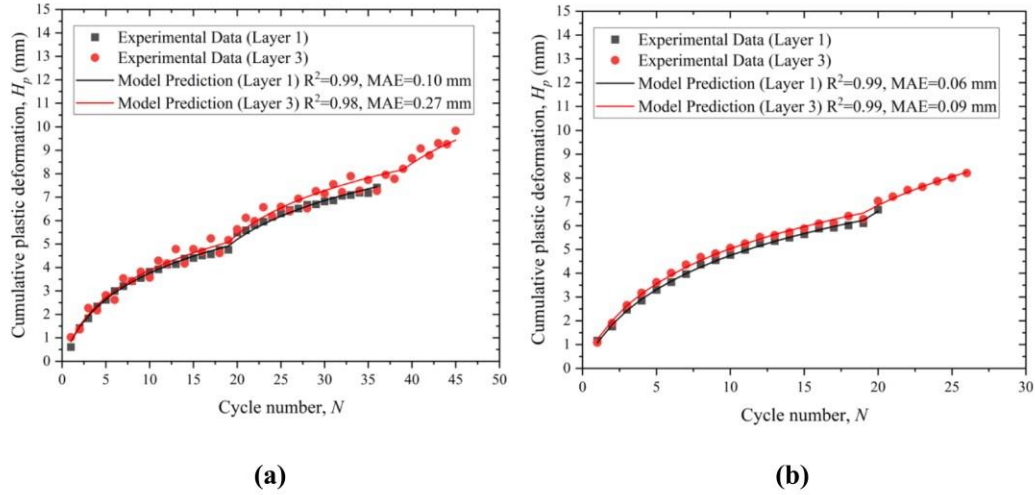 15
14
13
12
11
10
9
8
7
6
5
4
3
2
1
0
Cumulative plastic deformation, Hp (mm)
Experimental Data (Layer 1)
Experimental Data (Layer 3)
Model Prediction (Layer 1) R²=0.99, MAE=0.10 mm
Model Prediction (Layer 3) R²=0.98, MAE=0.27 mm
0 5 10 15 20 25 30 35 40 45 50
Cycle number, N
(a)
15
14
13
12
11
10
9
8
7
6
5
4
3
2
1
0
Cumulative plastic deformation, Hp (mm)
Experimental Data (Layer 1)
Experimental Data (Layer 3)
Model Prediction (Layer 1) R²=0.99, MAE=0.06 mm
Model Prediction (Layer 3) R²=0.99, MAE=0.09 mm
0 5 10 15 20 25 30
Cycle number, N
(b)